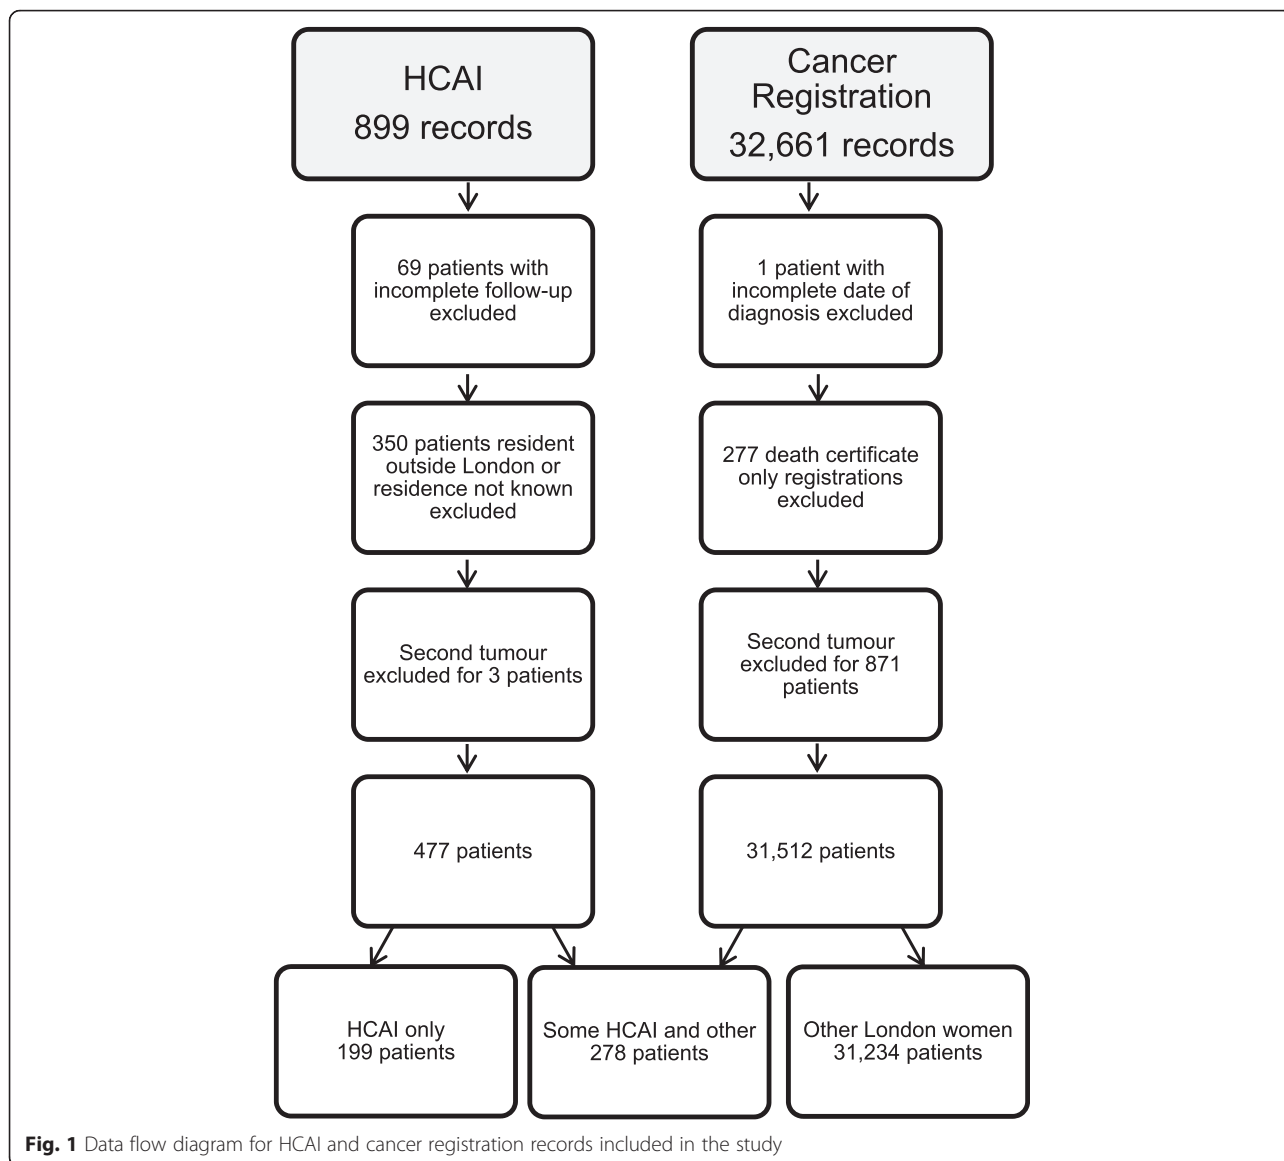 HCAI
899 records
Cancer
Registration
32,661 records
69 patients with
incomplete follow-up
excluded
1 patient with
incomplete date of
diagnosis excluded
350 patients resident
outside London or
residence not known
excluded
277 death certificate
only registrations
excluded
Second tumour
excluded for 3 patients
Second tumour
excluded for 871
patients
477 patients
31,512 patients
HCAI only
199 patients
Some HCAI and other
278 patients
Other London women
31,234 patients
Fig. 1 Data flow diagram for HCAI and cancer registration records included in the study